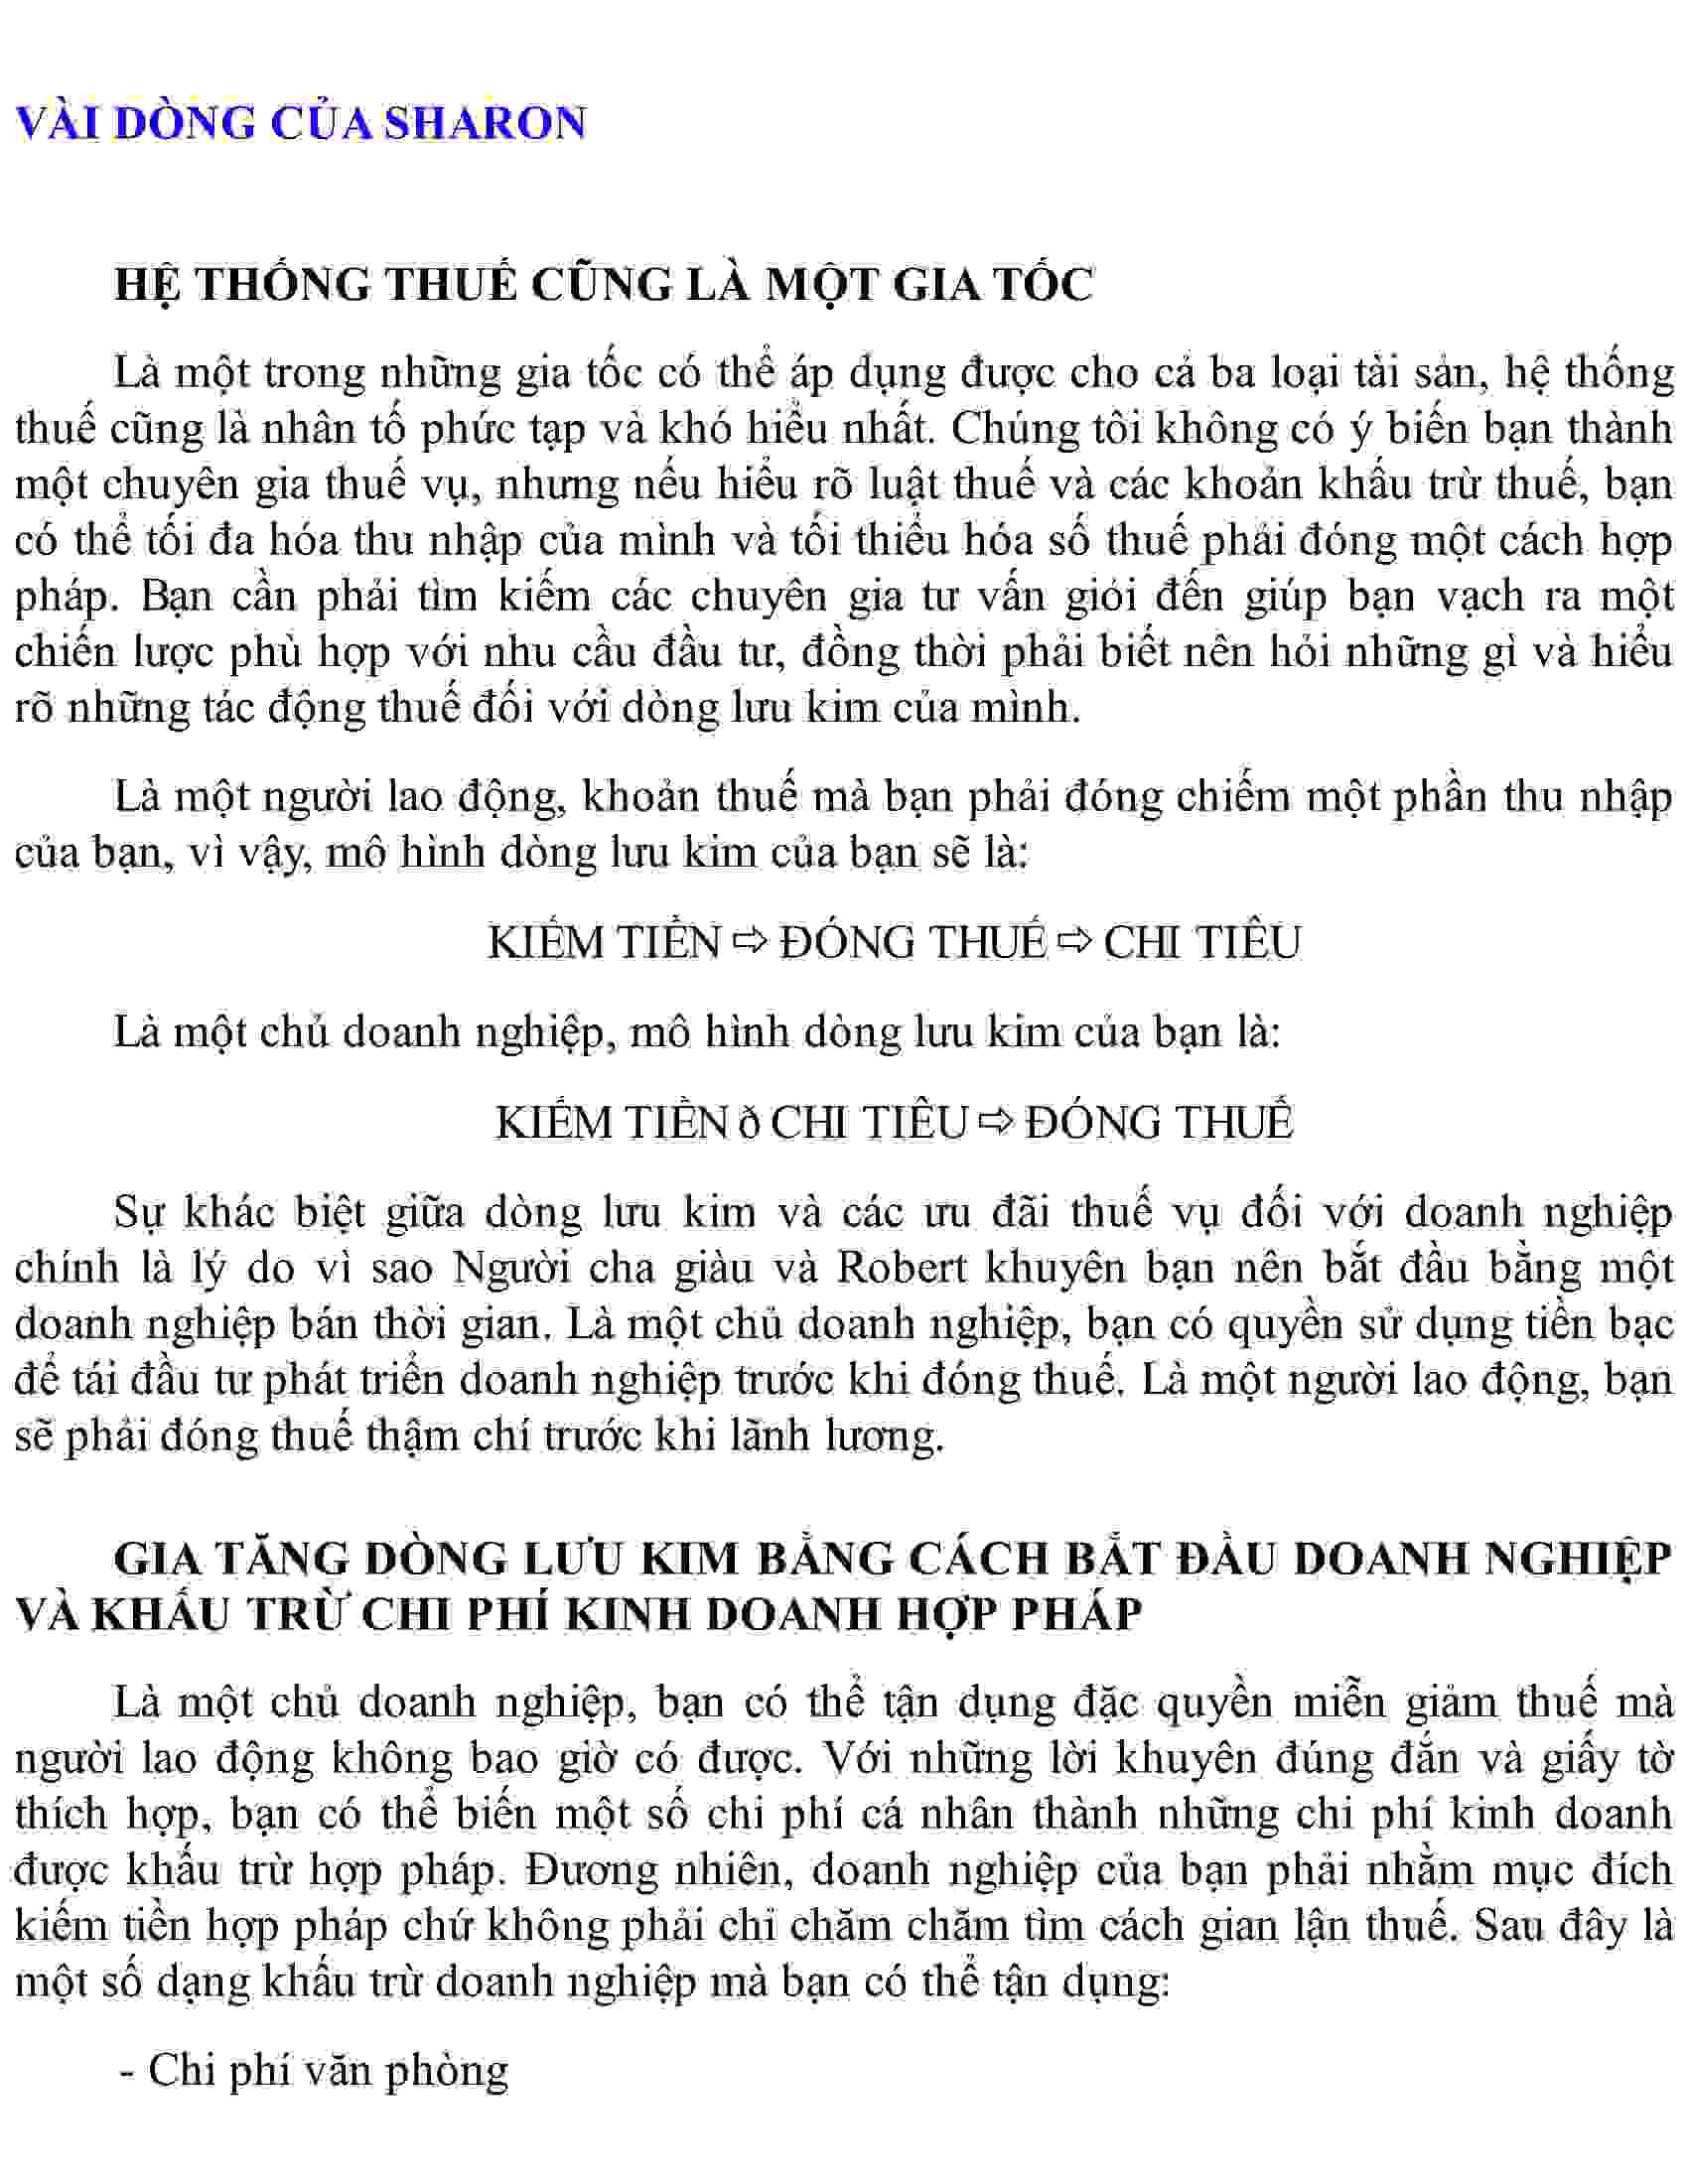 VÀI DÒNG CỦA SHARON
HỆ THỐNG THUẾ CŨNG LÀ MỘT GIA TỐC
Là một trong những gia tốc có thể áp dụng được cho cả ba loại tài sản, hệ thống
thuế cũng là nhân tố phức tạp và khó hiểu nhất. Chúng tôi không có ý biến bạn thành
một chuyên gia thuế vụ, nhưng nếu hiểu rõ luật thuế và các khoản khấu trừ thuế, bạn
có thể tối đa hóa thu nhập của mình và tối thiểu hóa số thuế phải đóng một cách hợp
pháp. Bạn cần phải tìm kiếm các chuyên gia tư vấn giỏi đến giúp bạn vạch ra một
chiến lược phù hợp với nhu cầu đầu tư, đồng thời phải biết nên hỏi những gì và hiểu
rõ những tác động thuế đối với dòng lưu kim của mình.
Là một người lao động, khoản thuế mà bạn phải đóng chiếm một phần thu nhập
của bạn, vì vậy, mô hình dòng lưu kim của bạn sẽ là:
KIẾM TIỀN ⇨ ĐÓNG THUẾ ⇨ CHI TIÊU
Là một chủ doanh nghiệp, mô hình dòng lưu kim của bạn là:
KIẾM TIỀN ð CHI TIÊU ⇨ ĐÓNG THUẾ
Sự khác biệt giữa dòng lưu kim và các ưu đãi thuế vụ đối với doanh nghiệp
chính là lý do vì sao Người cha giàu và Robert khuyên bạn nên bắt đầu bằng một
doanh nghiệp bán thời gian. Là một chủ doanh nghiệp, bạn có quyền sử dụng tiền bạc
để tái đầu tư phát triển doanh nghiệp trước khi đóng thuế. Là một người lao động, bạn
sẽ phải đóng thuế thậm chí trước khi lãnh lương.
GIA TĂNG DÒNG LƯU KIM BẰNG CÁCH BẮT ĐẦU DOANH NGHIỆP
VÀ KHẤU TRỪ CHI PHÍ KINH DOANH HỢP PHÁP
Là một chủ doanh nghiệp, bạn có thể tận dụng đặc quyền miễn giảm thuế mà
người lao động không bao giờ có được. Với những lời khuyên đúng đắn và giấy tờ
thích hợp, bạn có thể biến một số chi phí cá nhân thành những chi phí kinh doanh
được khấu trừ hợp pháp. Đương nhiên, doanh nghiệp của bạn phải nhằm mục đích
kiếm tiền hợp pháp chứ không phải chỉ chăm chăm tìm cách gian lận thuế. Sau đây là
một số dạng khấu trừ doanh nghiệp mà bạn có thể tận dụng:
- Chi phí văn phòng